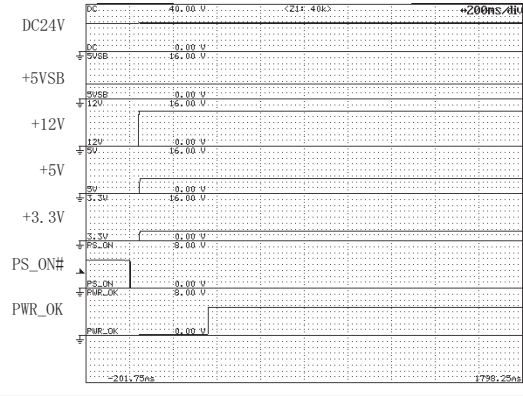 DC 40.00 V <Z1: 40k> ↔200ms/div
DC24V
DC 0.00 V
5VSB 16.00 V
+5VSB
5VSB 0.00 V
12V 16.00 V
+12V
12V 0.00 V
5V 16.00 V
+5V
5V 0.00 V
3.3V 16.00 V
+3.3V
3.3V 0.00 V
PS_ON 8.00 V
PS_ON#
PS_ON 0.00 V
PWR_OK 8.00 V
PWR_OK
PWR_OK 0.00 V
-201.75ms 1798.25ms